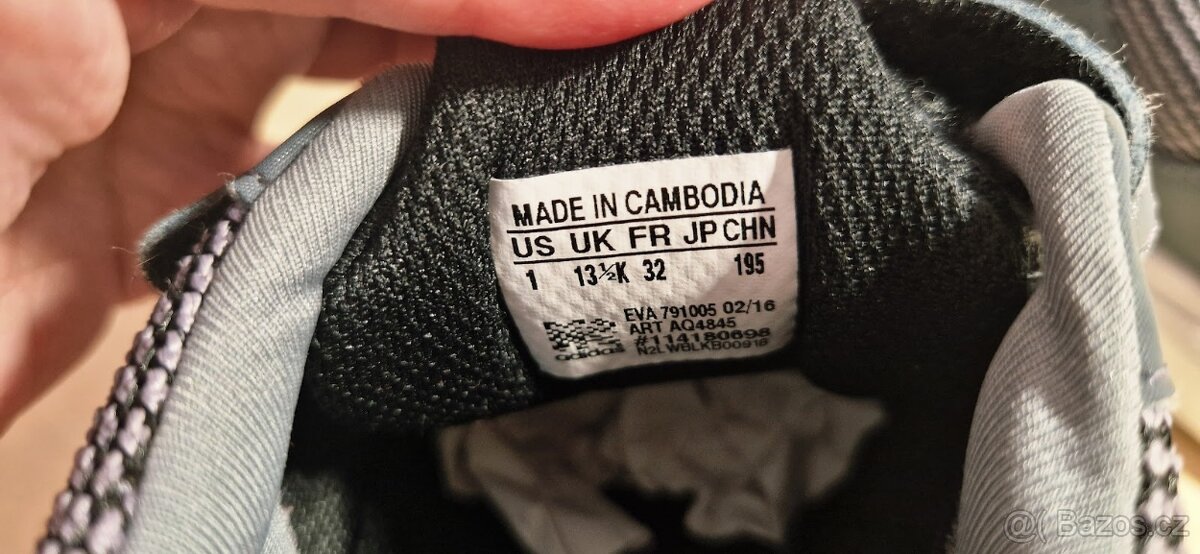 MADE IN CAMBODIA
US UK FR JP CHN
1 13½K 32 195
EVA 791005 02/16
ART AQ4845
#114180698
adidas N2LWBLKB00918
@( Bazos.cz